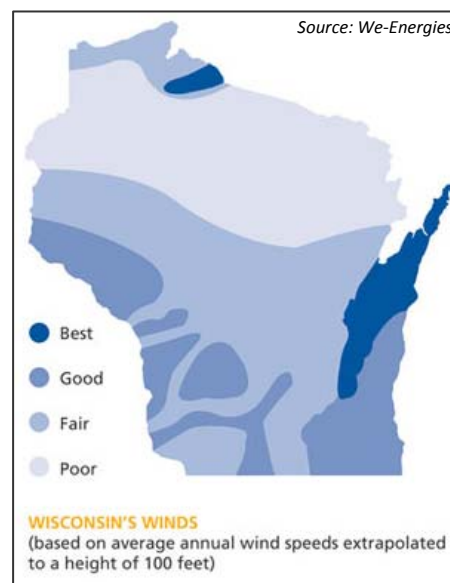 Source: We-Energies
Best
Good
Fair
Poor
WISCONSIN'S WINDS
(based on average annual wind speeds extrapolated
to a height of 100 feet)